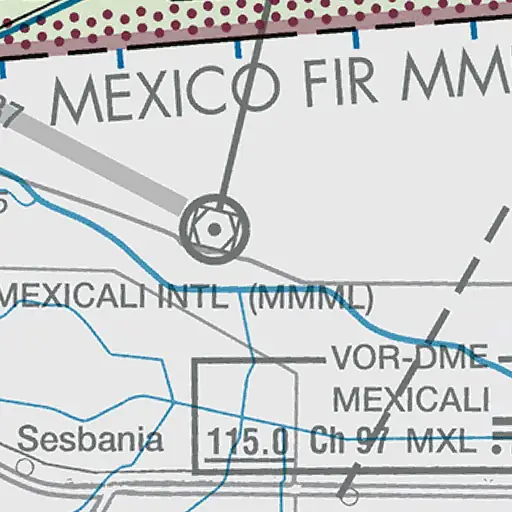 MEXICO FIR MM
MEXICALI INTL (MMML)
VOR-DME
MEXICALI
Sesbania
115.0 Ch 97 MXL